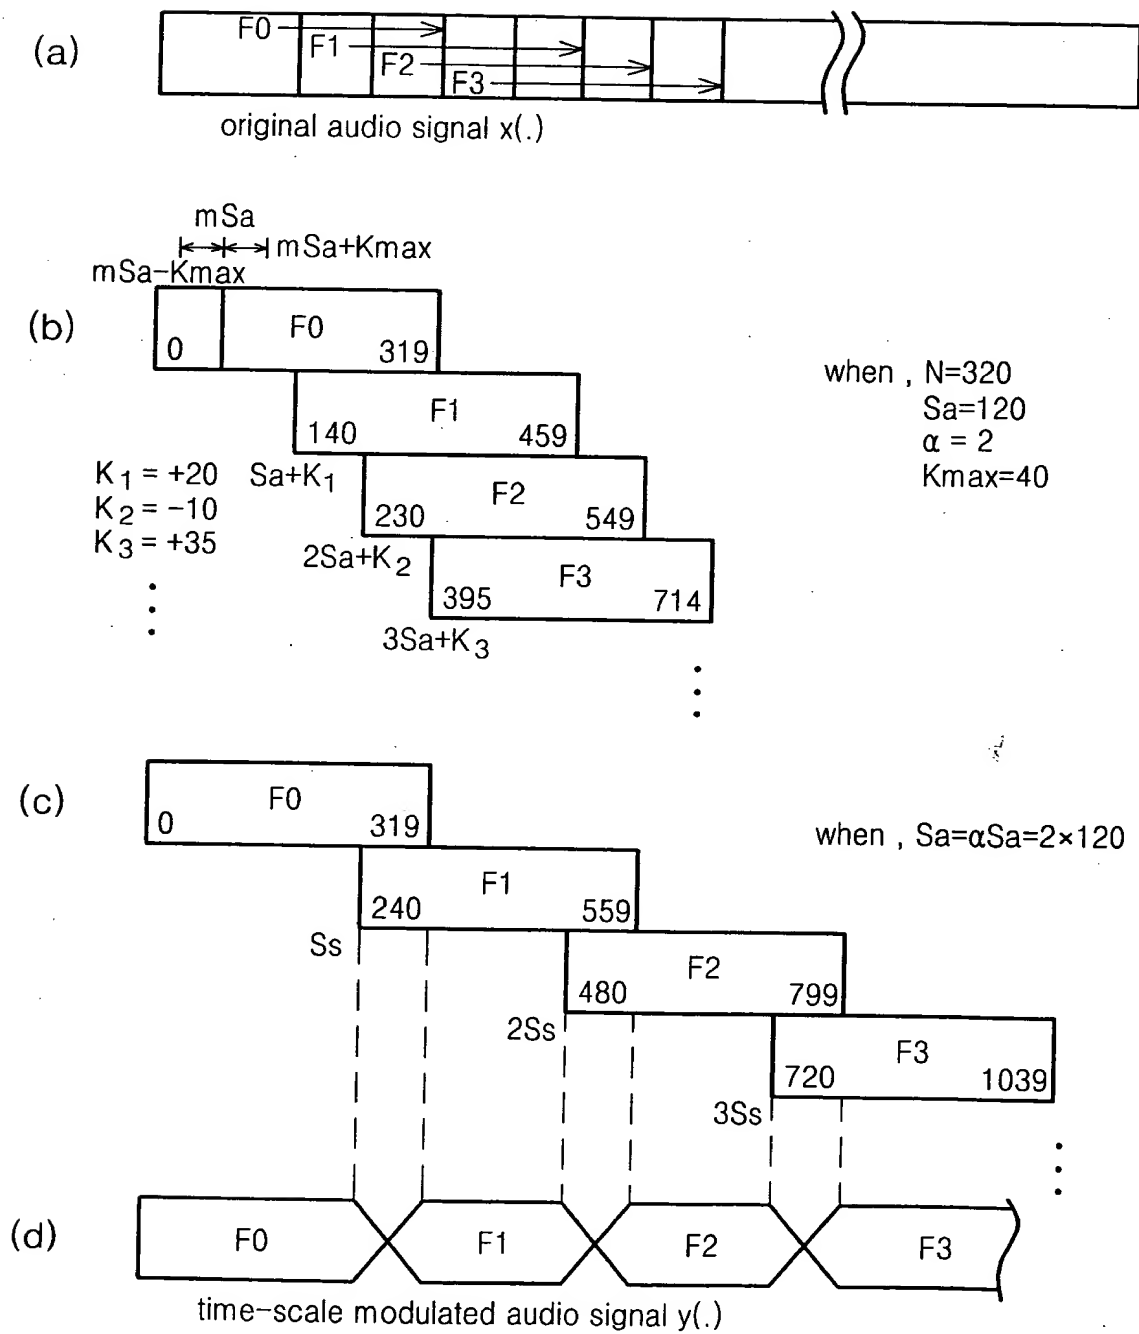 (a)
F0
F1
F2
F3
original audio signal x(.)
mSa
mSa+Kmax
mSa-Kmax
(b)
F0
0 319
when , N=320
Sa=120
α = 2
Kmax=40
F1
140 459
K1 = +20
K2 = -10
K3 = +35
Sa+K1
F2
230 549
2Sa+K2
F3
395 714
3Sa+K3
(c)
F0
0 319
when , Sa=αSa=2×120
F1
240 559
Ss
F2
480 799
2Ss
F3
720 1039
3Ss
(d)
F0 F1 F2 F3
time-scale modulated audio signal y(.)